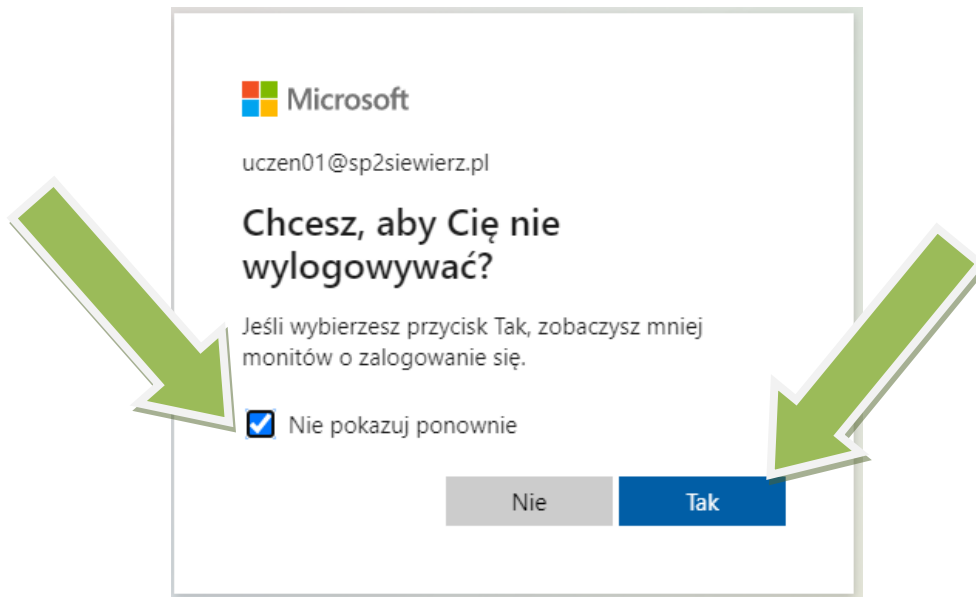 Microsoft
uczen01@sp2siewierz.pl
Chcesz, aby Cię nie
wylogowywać?
Jeśli wybierzesz przycisk Tak, zobaczysz mniej
monitów o zalogowanie się.
Nie pokazuj ponownie
Nie
Tak